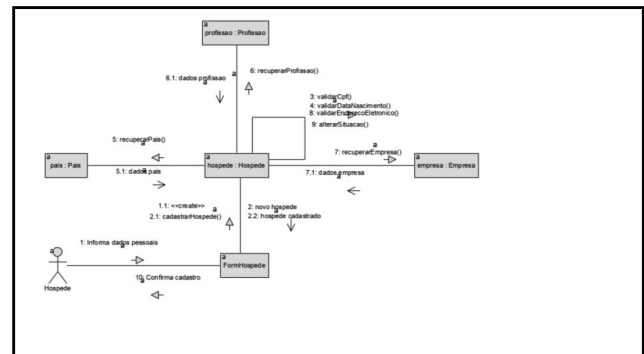 a
profissao : Profissao
a
6: recuperarProfissao()
6.1: dados profissao
a
a
3: validarCpf()
a
4: validarDataNascimento()
8: validarEnderecoEletronico()
a
9: alterarSituacao()
5: recuperarPais()
a
a
7: recuperarEmpresa()
a
pais : Pais
a
hospede : Hospede
a
empresa : Empresa
5.1: dados pais
a
7.1: dados empresa
a
1.1: <<create>>
a
2.1: cadastrarHospede()
2: novo hospede
a
2.2: hospede cadastrado
1: Informa dados pessoais
a
a
Hospede
a
FormHospede
10: Confirma cadastro
a